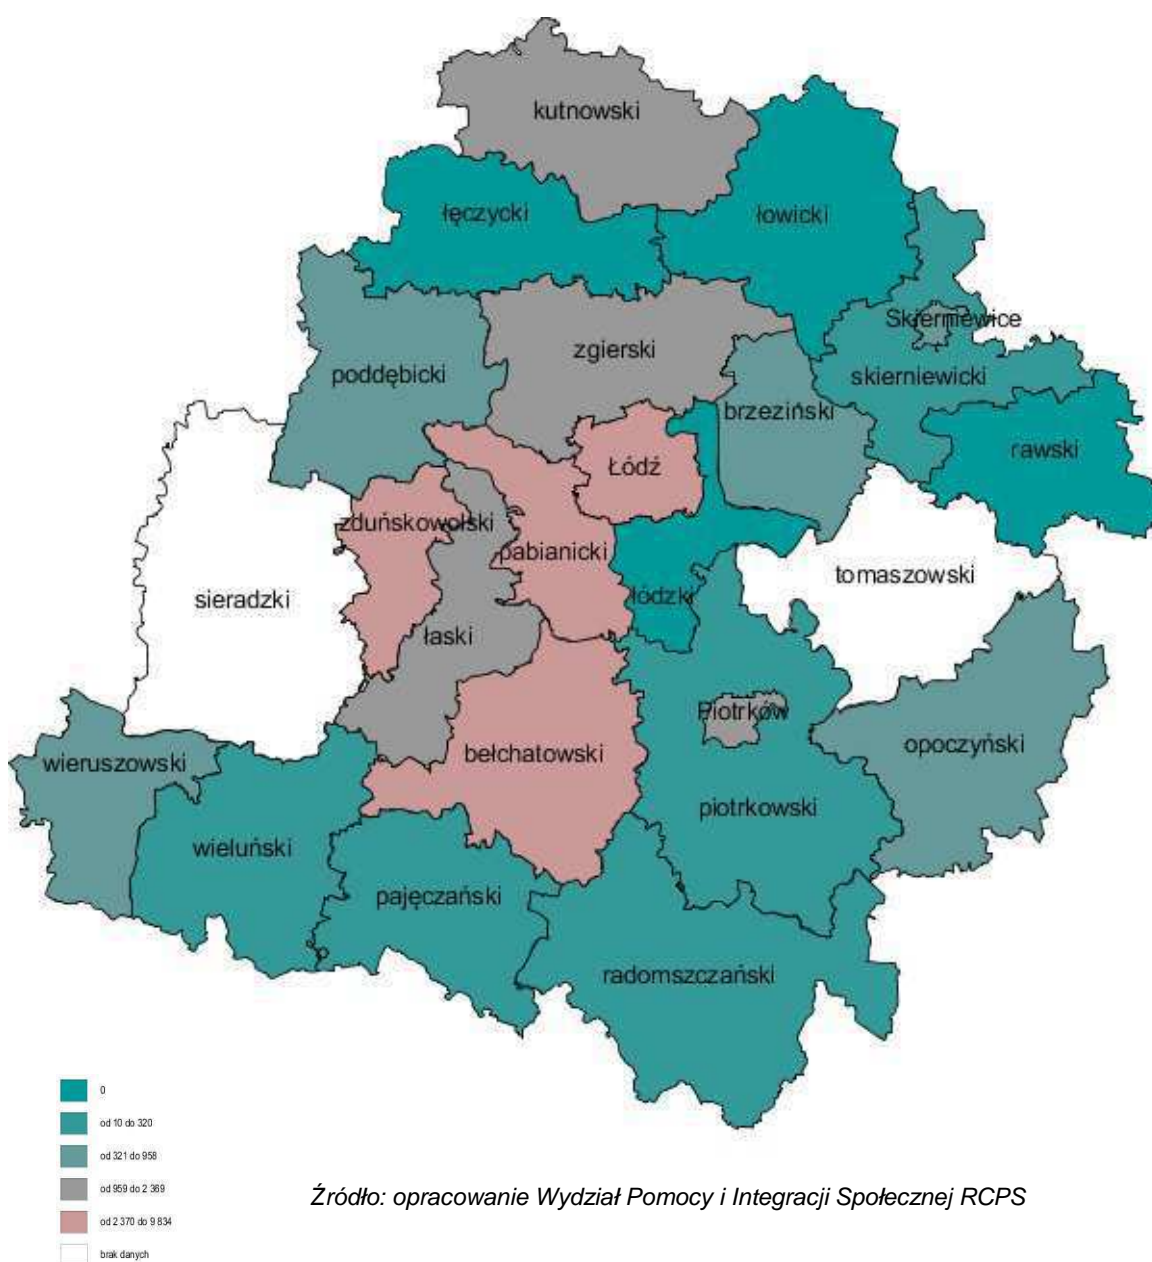 kutnowski
łęczycki
łowicki
Skierniewice
zgierski
poddębicki
skierniewicki
brzeziński
rawski
Łódź
zduńskowolski
pabianicki
tomaszowski
sieradzki
łódzki
łaski
Piotrków
opoczyński
bełchatowski
wieruszowski
piotrkowski
wieluński
pajęczański
radomszczański
0
od 10 do 320
od 321 do 958
od 959 do 2 369
od 2 370 do 9 834
brak danych
Źródło: opracowanie Wydział Pomocy i Integracji Społecznej RCPS